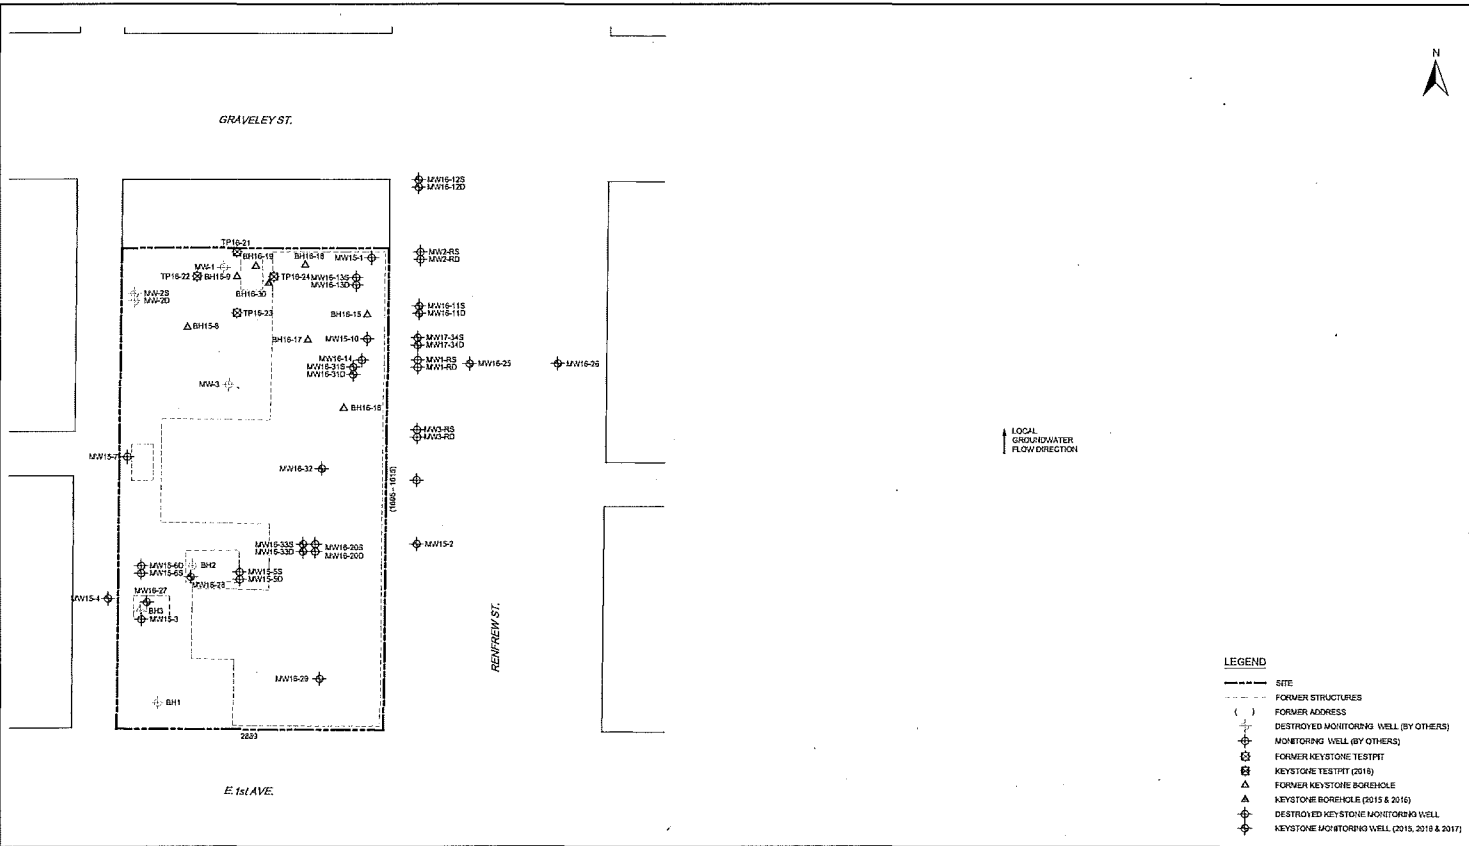 N
GRAVELEY ST.
MW16-12S
MW16-12D
TP16-21
BH16-19
BH16-18
MW15-1
MW2-RS
MW2-RD
MW-1
TP16-22
BH15-9
TP16-24
MW16-13S
MW16-13D
BH16-30
MW-2S
MW-2D
MW16-11S
MW16-11D
TP16-23
BH16-15
BH15-8
BH16-17
MW15-10
MW17-34S
MW17-34D
MW16-14
MW1-RS
MW16-25
MW16-26
MW16-31S
MW1-RD
MW16-31D
MW-3
BH16-16
MW3-RS
MW3-RD
LOCAL
GROUNDWATER
FLOW DIRECTION
MW15-7
MW16-32
(1695 - 1615)
MW16-33S
MW16-20S
MW16-33D
MW16-20D
MW15-2
MW15-6D
MW15-6S
BH2
MW15-5S
MW15-5D
MW16-28
MW16-27
MW15-4
BH3
MW15-3
RENFREW ST.
MW16-29
BH1
2889
E. 1st AVE.
LEGEND
SITE
FORMER STRUCTURES
( ) FORMER ADDRESS
DESTROYED MONITORING WELL (BY OTHERS)
MONITORING WELL (BY OTHERS)
FORMER KEYSTONE TESTPIT
KEYSTONE TESTPIT (2016)
FORMER KEYSTONE BOREHOLE
KEYSTONE BOREHOLE (2015 & 2016)
DESTROYED KEYSTONE MONITORING WELL
KEYSTONE MONITORING WELL (2015, 2016 & 2017)